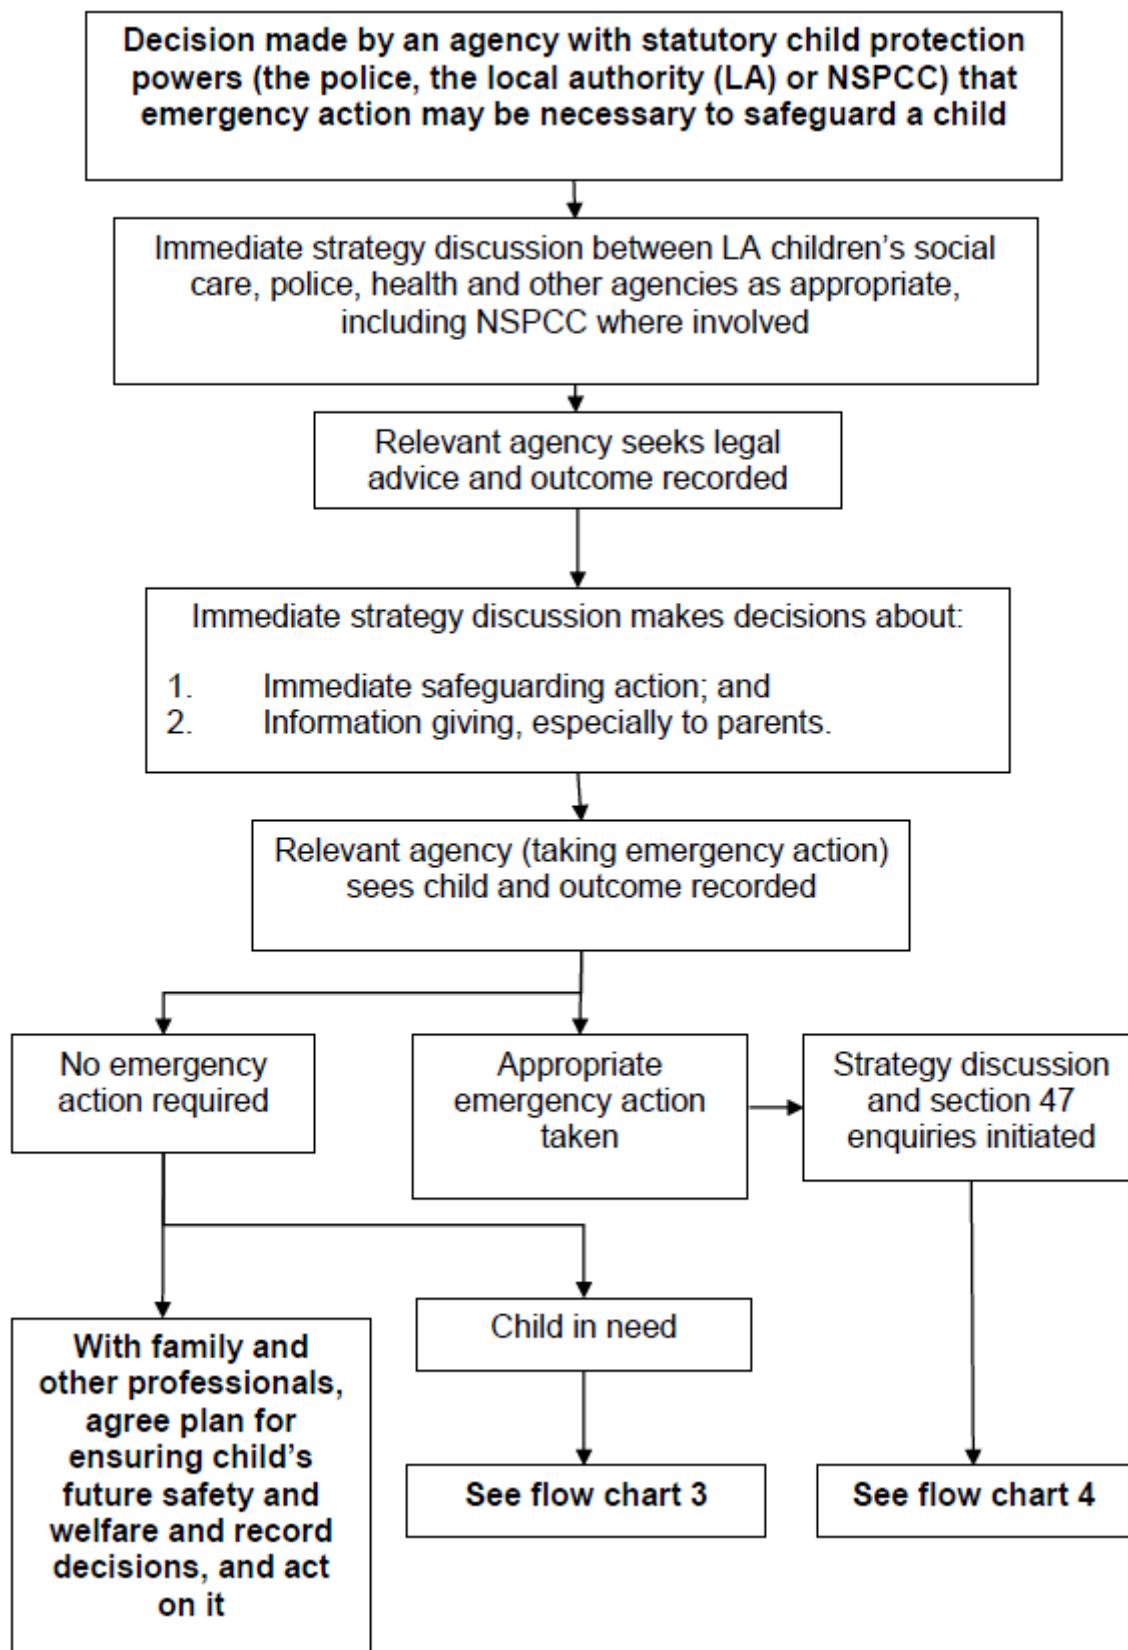 Decision made by an agency with statutory child protection
powers (the police, the local authority (LA) or NSPCC) that
emergency action may be necessary to safeguard a child
Immediate strategy discussion between LA children's social
care, police, health and other agencies as appropriate,
including NSPCC where involved
Relevant agency seeks legal
advice and outcome recorded
Immediate strategy discussion makes decisions about:
1. Immediate safeguarding action; and
2. Information giving, especially to parents.
Relevant agency (taking emergency action)
sees child and outcome recorded
No emergency
action required
Appropriate
emergency action
taken
Strategy discussion
and section 47
enquiries initiated
With family and
other professionals,
agree plan for
ensuring child's
future safety and
welfare and record
decisions, and act
on it
Child in need
See flow chart 3
See flow chart 4